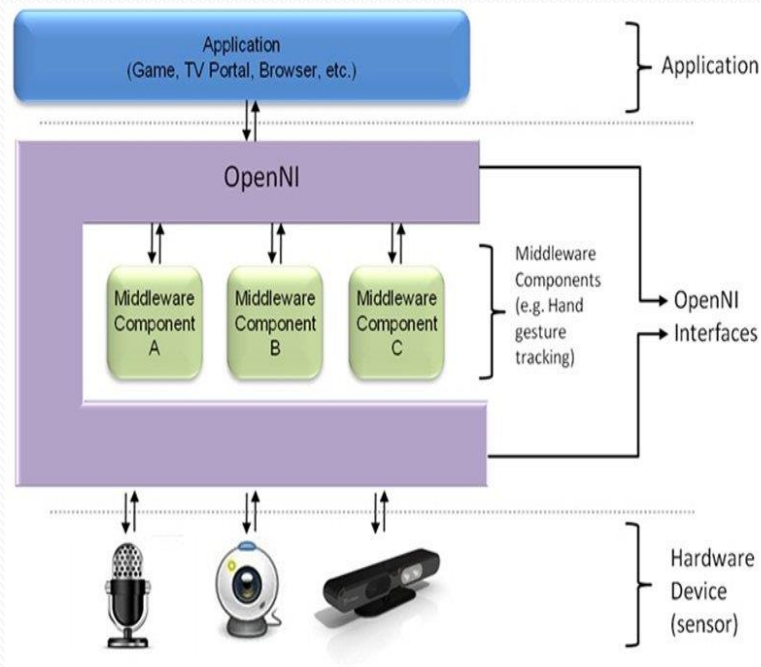 Application
(Game, TV Portal, Browser, etc.)
Application
OpenNI
Middleware
Component
A
Middleware
Component
B
Middleware
Component
C
Middleware
Components
(e.g. Hand
gesture
tracking)
OpenNI
Interfaces
Hardware
Device
(sensor)